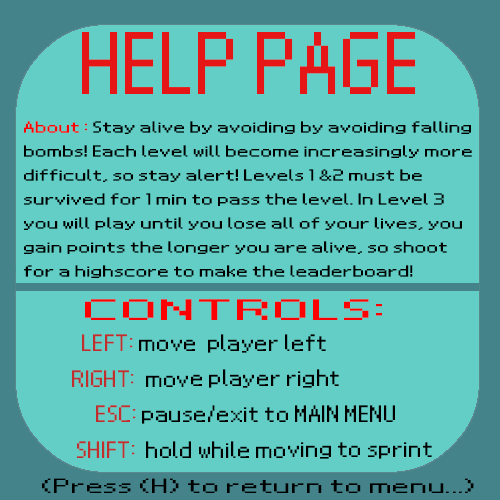 HELP PAGE
About : Stay alive by avoiding by avoiding falling
bombs! Each level will become increasingly more
difficult, so stay alert! Levels 1 &2 must be
survived for 1 min to pass the level. In Level 3
you will play until you lose all of your lives, you
gain points the longer you are alive, so shoot
for a highscore to make the leaderboard!
CONTROLS:
LEFT: move player left
RIGHT: move player right
ESC: pause/exit to MAIN MENU
SHIFT: hold while moving to sprint
(Press (H) to return to menu...)